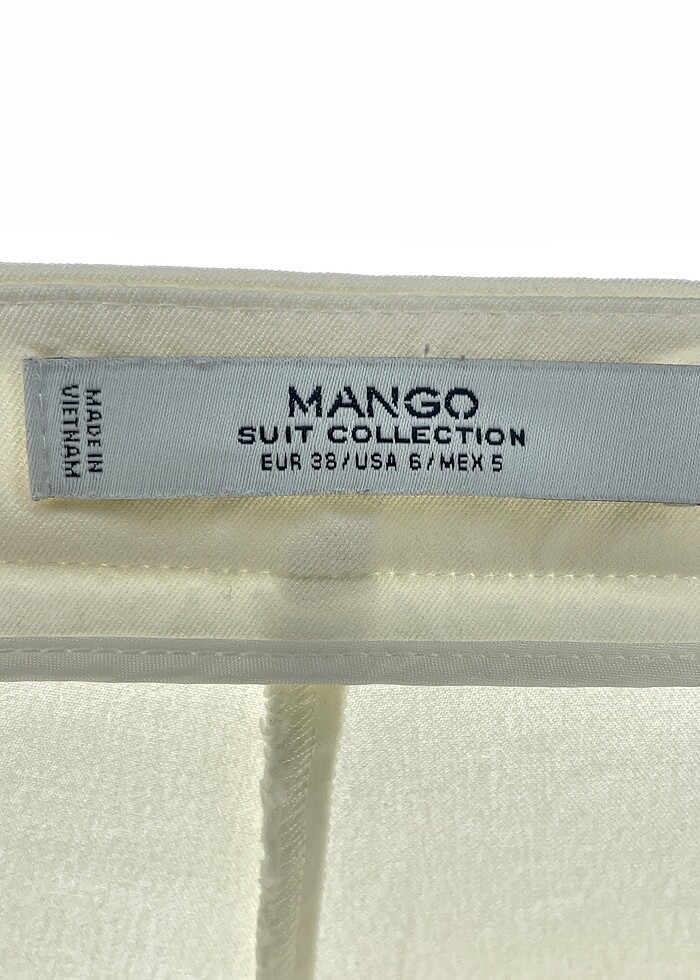 MADE IN
VIETNAM
MANGO
SUIT COLLECTION
EUR 38/USA 6/MEX 5